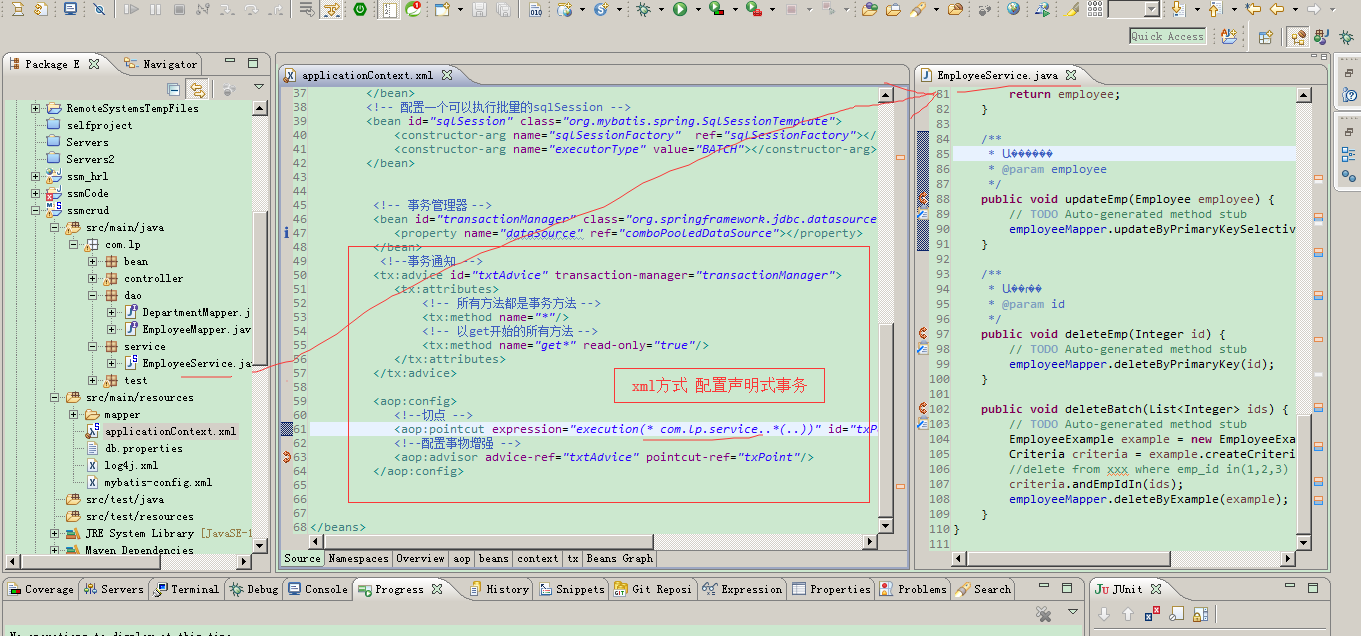 Quick Access
Package E
Navigator
RemoteSystemsTempFiles
selfproject
Servers
Servers2
ssm_hrl
ssmCode
ssmcrud
src/main/java
com.lp
bean
controller
dao
DepartmentMapper.j
EmployeeMapper.jav
service
EmployeeService.ja
test
src/main/resources
mapper
applicationContext.xml
db.properties
log4j.xml
mybatis-config.xml
src/test/java
src/test/resources
JRE System Library [JavaSE-1
Maven Dependencies
applicationContext.xml
37 </bean>
38 <!-- 配置一个可以执行批量的sqlSession -->
39 <bean id="sqlSession" class="org.mybatis.spring.SqlSessionTemplate">
40 <constructor-arg name="sqlSessionFactory" ref="sqlSessionFactory"></
41 <constructor-arg name="executorType" value="BATCH"></constructor-arg>
42 </bean>
43
44
45 <!-- 事务管理器 -->
46 <bean id="transactionManager" class="org.springframework.jdbc.datasource
47 <property name="dataSource" ref="comboPooledDataSource"></property>
48 </bean>
49 <!--事务通知 -->
50 <tx:advice id="txtAdvice" transaction-manager="transactionManager">
51 <tx:attributes>
52 <!-- 所有方法都是事务方法 -->
53 <tx:method name="*"/>
54 <!-- 以get开始的所有方法 -->
55 <tx:method name="get*" read-only="true"/>
56 </tx:attributes>
57 </tx:advice>
58
xml方式 配置声明式事务
59 <aop:config>
60 <!--切点 -->
61 <aop:pointcut expression="execution(* com.lp.service..*(..))" id="txP
62 <!--配置事物增强 -->
63 <aop:advisor advice-ref="txtAdvice" pointcut-ref="txPoint"/>
64 </aop:config>
65
66
67
68 </beans>
Source Namespaces Overview aop beans context tx Beans Graph
EmployeeService.java
81 return employee;
82 }
83
84 /**
85 * Ա������
86 * @param employee
87 */
88 public void updateEmp(Employee employee) {
89 // TODO Auto-generated method stub
90 employeeMapper.updateByPrimaryKeySelectiv
91 }
92
93 /**
94 * Ա��ɾ��
95 * @param id
96 */
97 public void deleteEmp(Integer id) {
98 // TODO Auto-generated method stub
99 employeeMapper.deleteByPrimaryKey(id);
100 }
101
102 public void deleteBatch(List<Integer> ids) {
103 // TODO Auto-generated method stub
104 EmployeeExample example = new EmployeeExa
105 Criteria criteria = example.createCriteri
106 //delete from xxx where emp_id in(1,2,3)
107 criteria.andEmpIdIn(ids);
108 employeeMapper.deleteByExample(example);
109 }
110 }
111
Coverage Servers Terminal Debug Console Progress History Snippets Git Reposi Expression Properties Problems Search
JUnit